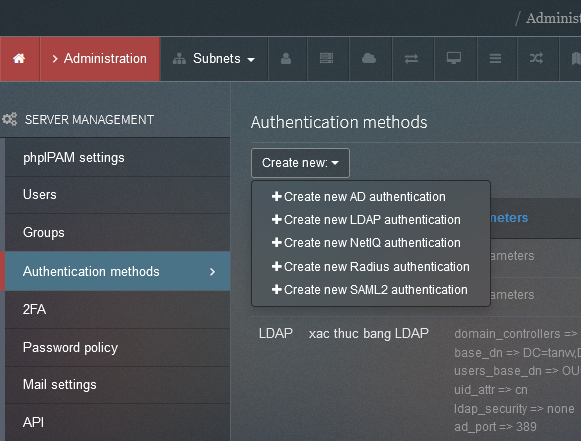 / Administ
Administration
Subnets
SERVER MANAGEMENT
phpIPAM settings
Users
Groups
Authentication methods
2FA
Password policy
Mail settings
API
Authentication methods
Create new:
Create new AD authentication
Create new LDAP authentication
Create new NetIQ authentication
Create new Radius authentication
Create new SAML2 authentication
meters
ameters
ameters
LDAP xac thuc bang LDAP
domain_controllers =>
base_dn => DC=tanvv,D
users_base_dn => OU
uid_attr => cn
ldap_security => none
ad_port => 389